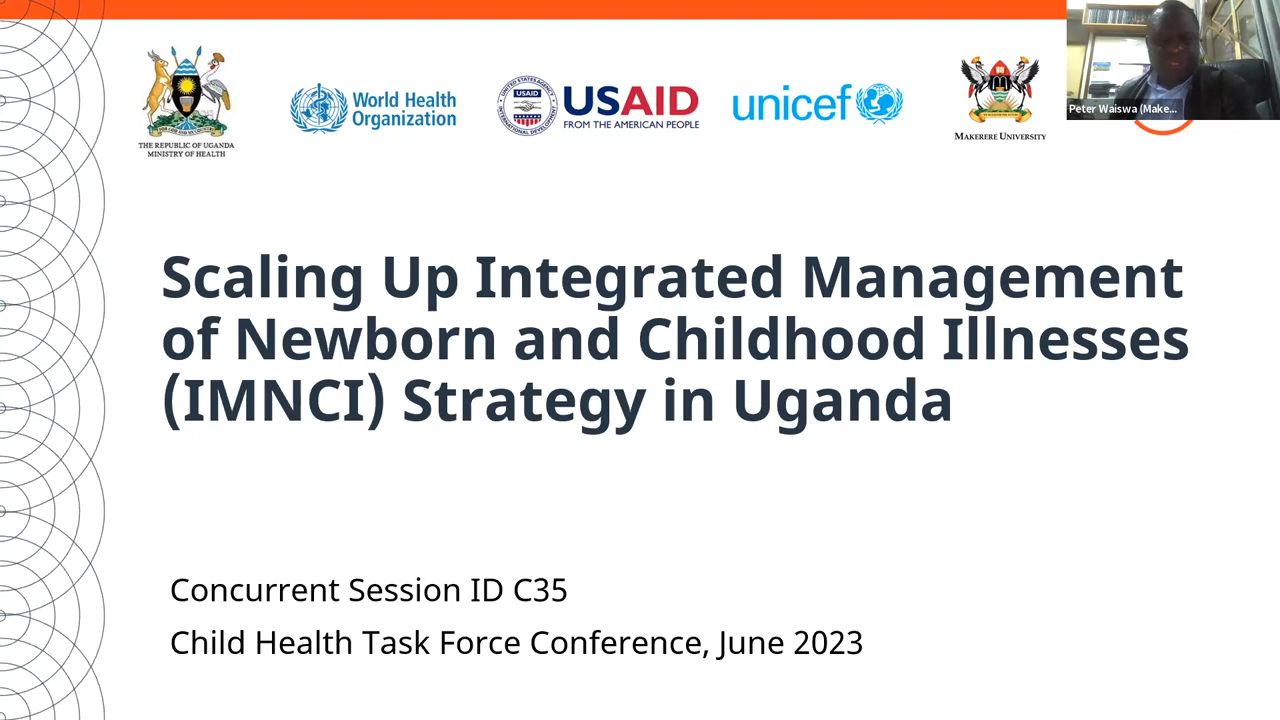 THE REPUBLIC OF UGANDA
MINISTRY OF HEALTH
World Health
Organization
USAID
USAID
FROM THE AMERICAN PEOPLE
unicef
MAKERERE UNIVERSITY
Peter Waiswa (Make...
Scaling Up Integrated Management
of Newborn and Childhood Illnesses
(IMNCI) Strategy in Uganda
Concurrent Session ID C35
Child Health Task Force Conference, June 2023